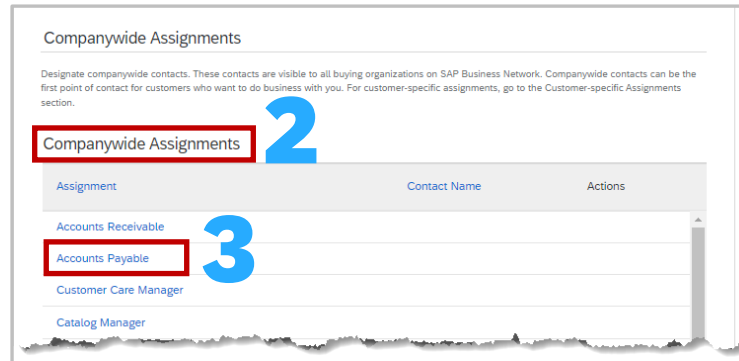 Companywide Assignments
Designate companywide contacts. These contacts are visible to all buying organizations on SAP Business Network. Companywide contacts can be the
first point of contact for customers who want to do business with you. For customer-specific assignments, go to the Customer-specific Assignments
section.
2
Companywide Assignments
Assignment Contact Name Actions
Accounts Receivable
3
Accounts Payable
Customer Care Manager
Catalog Manager